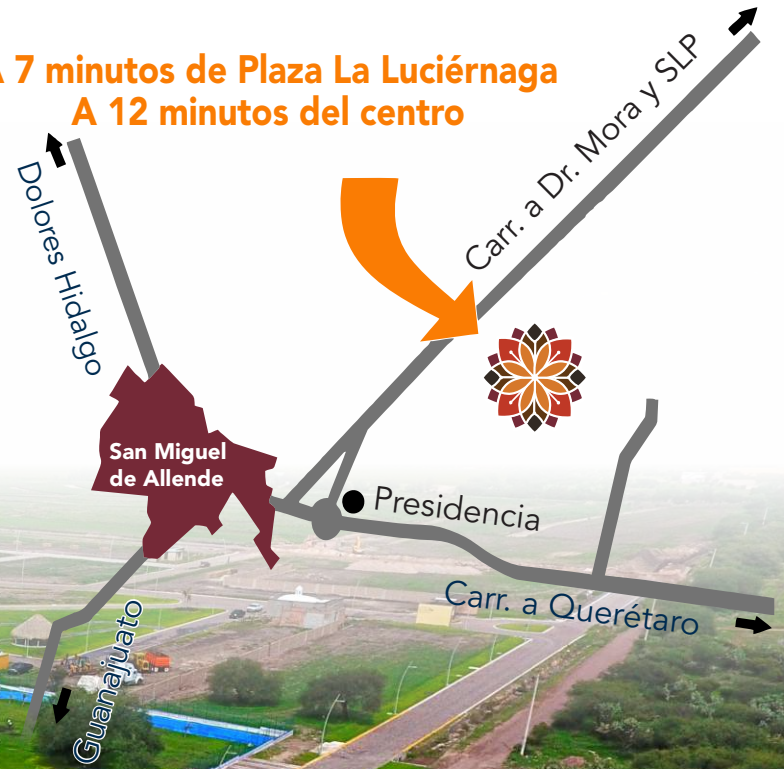 A 7 minutos de Plaza La Luciérnaga
A 12 minutos del centro
Carr. a Dr. Mora y SLP
Dolores Hidalgo
San Miguel
de Allende
Presidencia
Carr. a Querétaro
Guanajuato